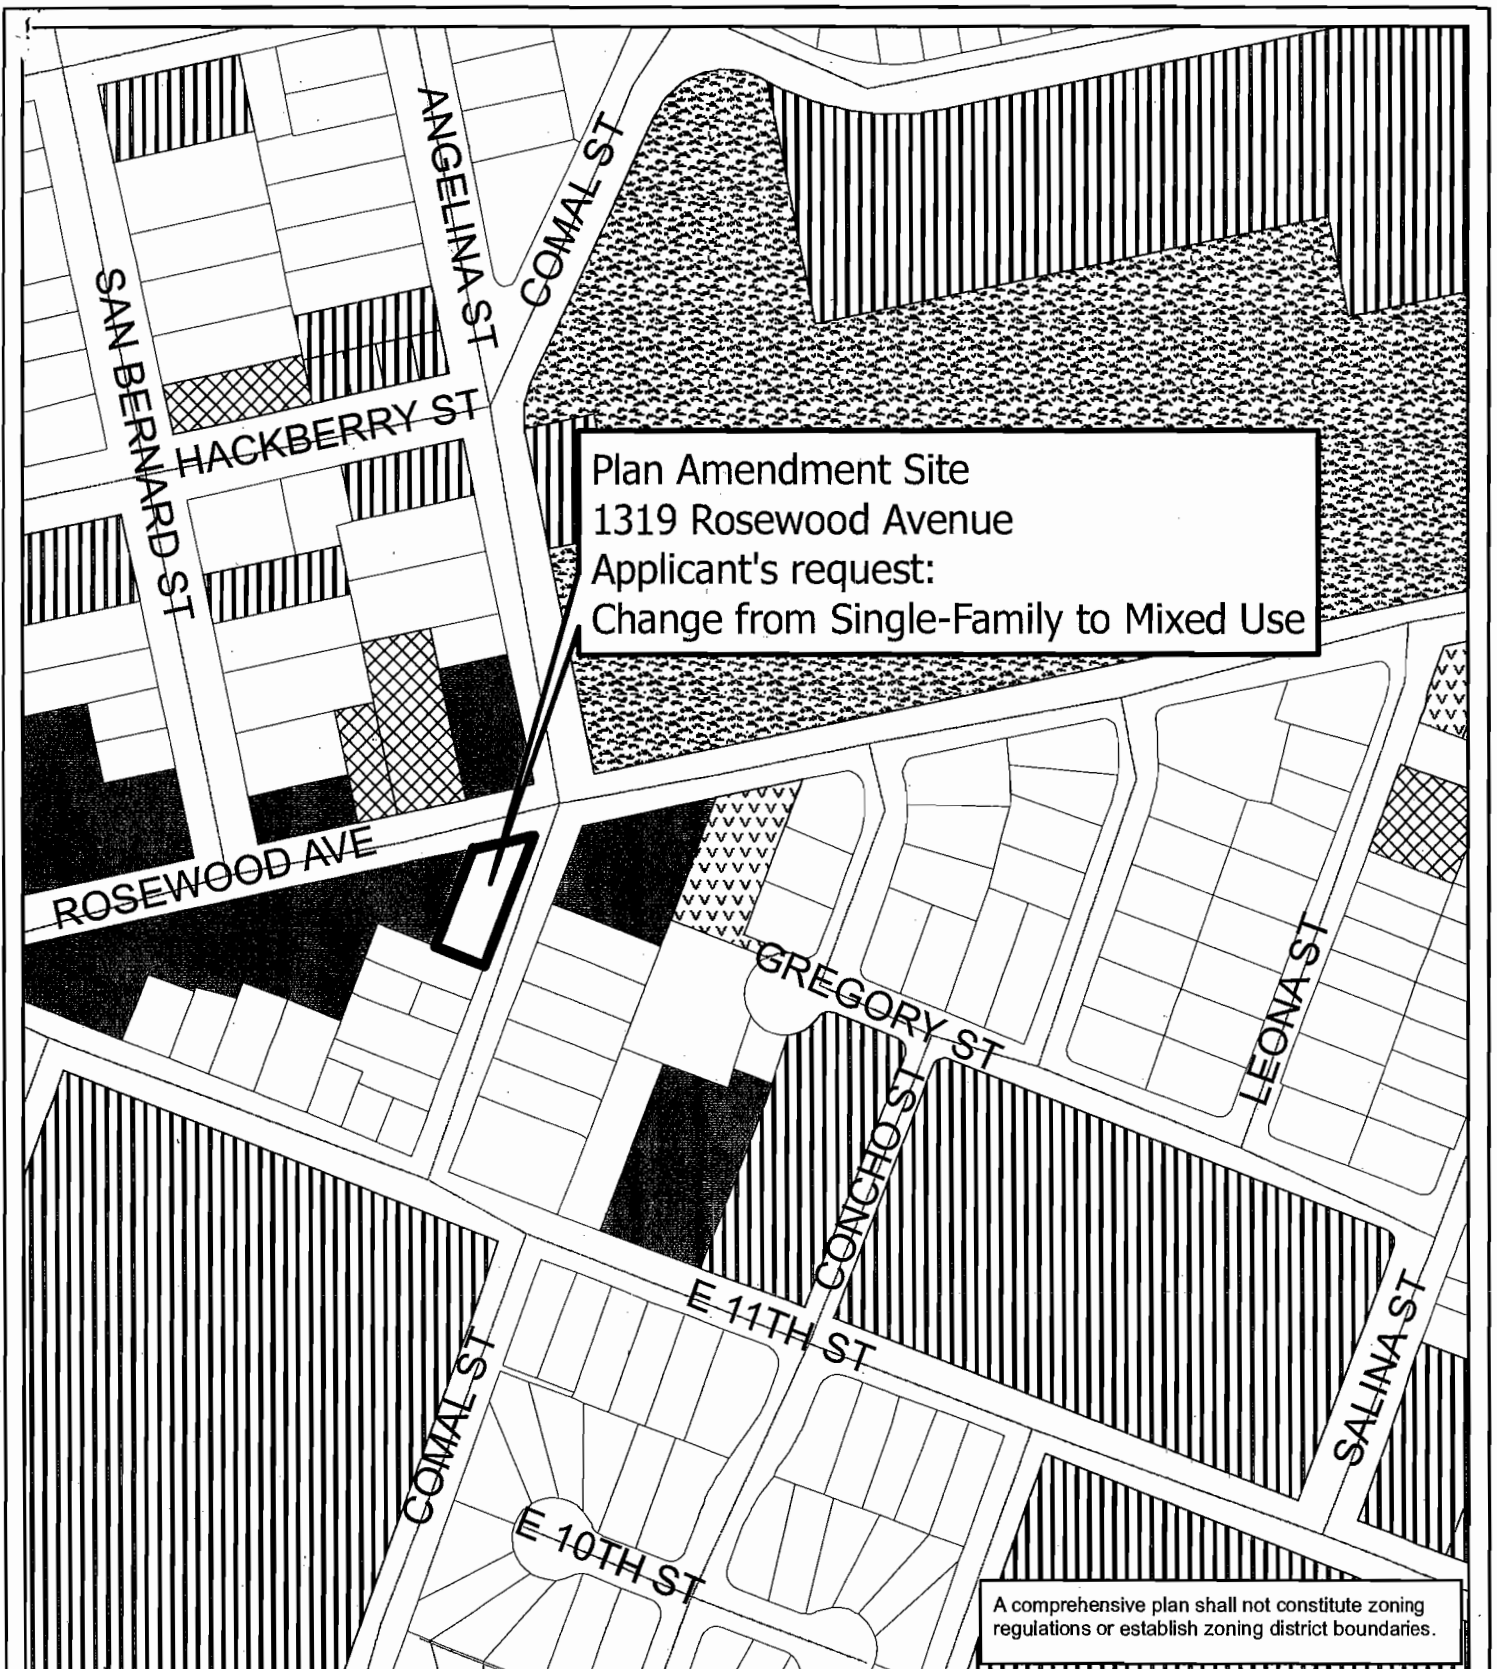 ANGELINA ST
COMAL ST
SAN BERNARD ST
HACKBERRY ST
Plan Amendment Site
1319 Rosewood Avenue
Applicant's request:
Change from Single-Family to Mixed Use
ROSEWOOD AVE
GREGORY ST
LEONA ST
CONCHO ST
E 11TH ST
SALINA ST
COMAL ST
E 10TH ST
A comprehensive plan shall not constitute zoning
regulations or establish zoning district boundaries.